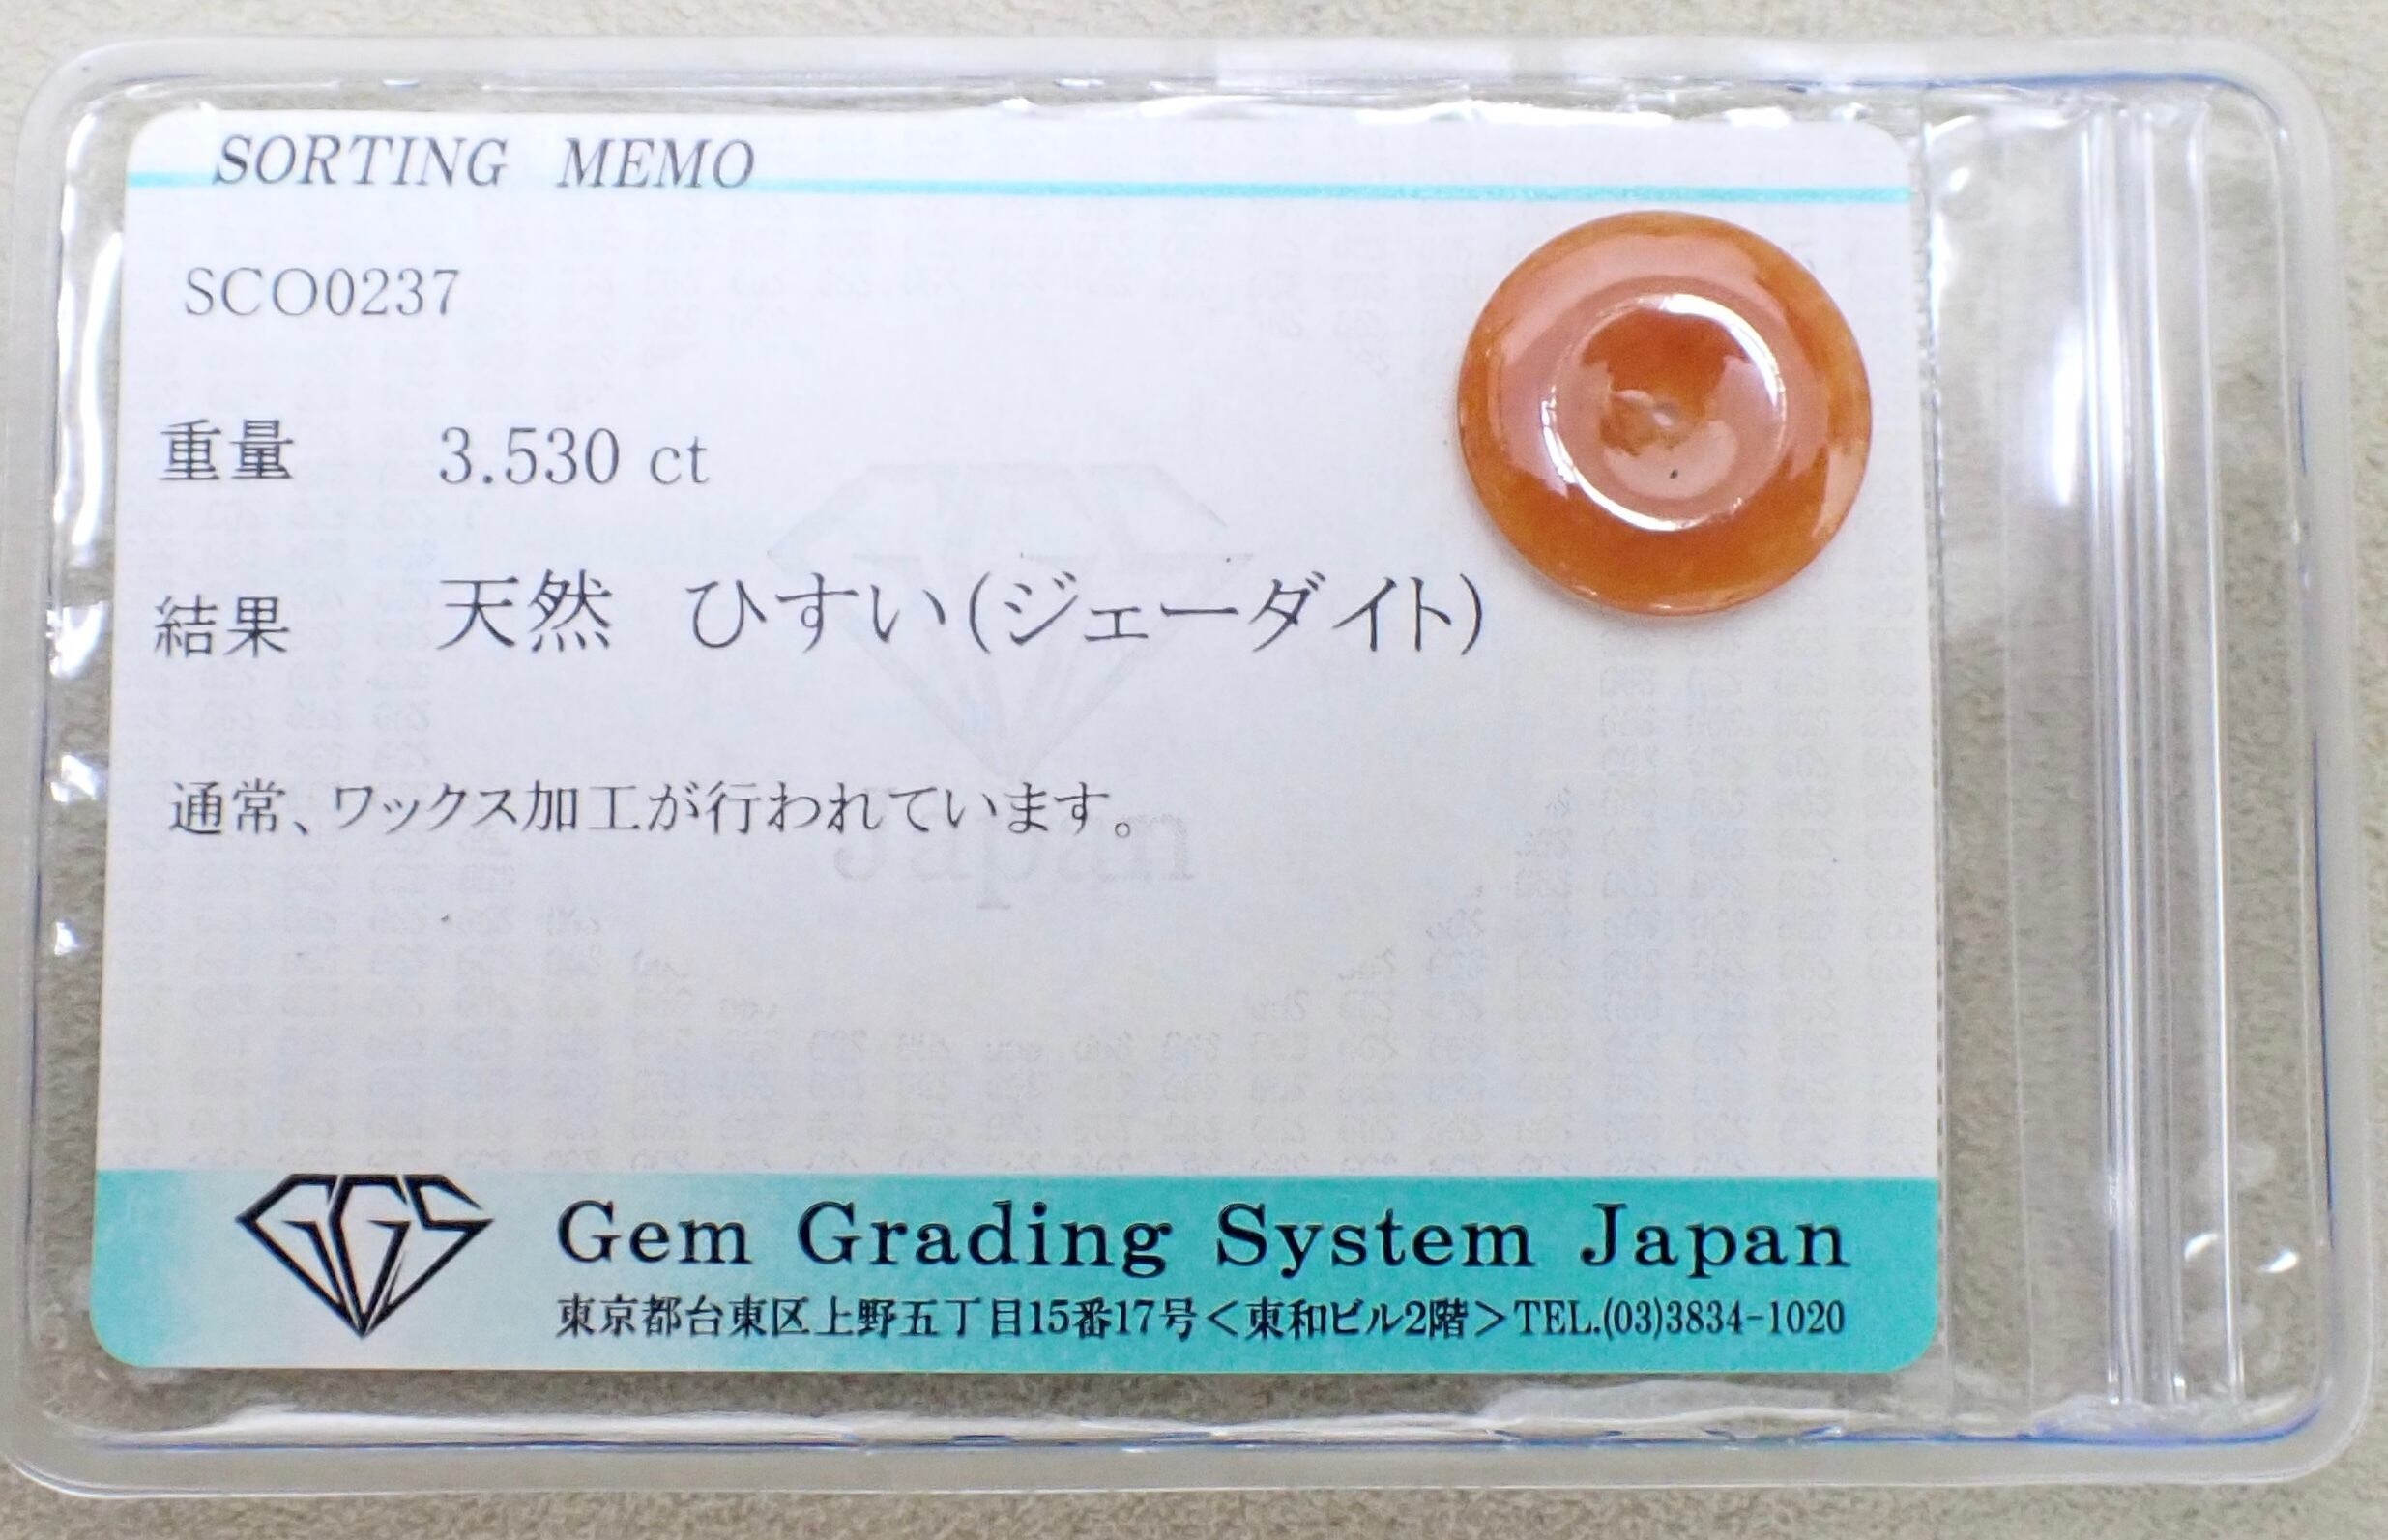 SORTING MEMO
SCO0237
重量 3.530 ct
結果 天然 ひすい(ジェーダイト)
通常、ワックス加工が行われています。
Japan
GGS
Gem Grading System Japan
東京都台東区上野五丁目15番17号<東和ビル2階>TEL.(03)3834-1020